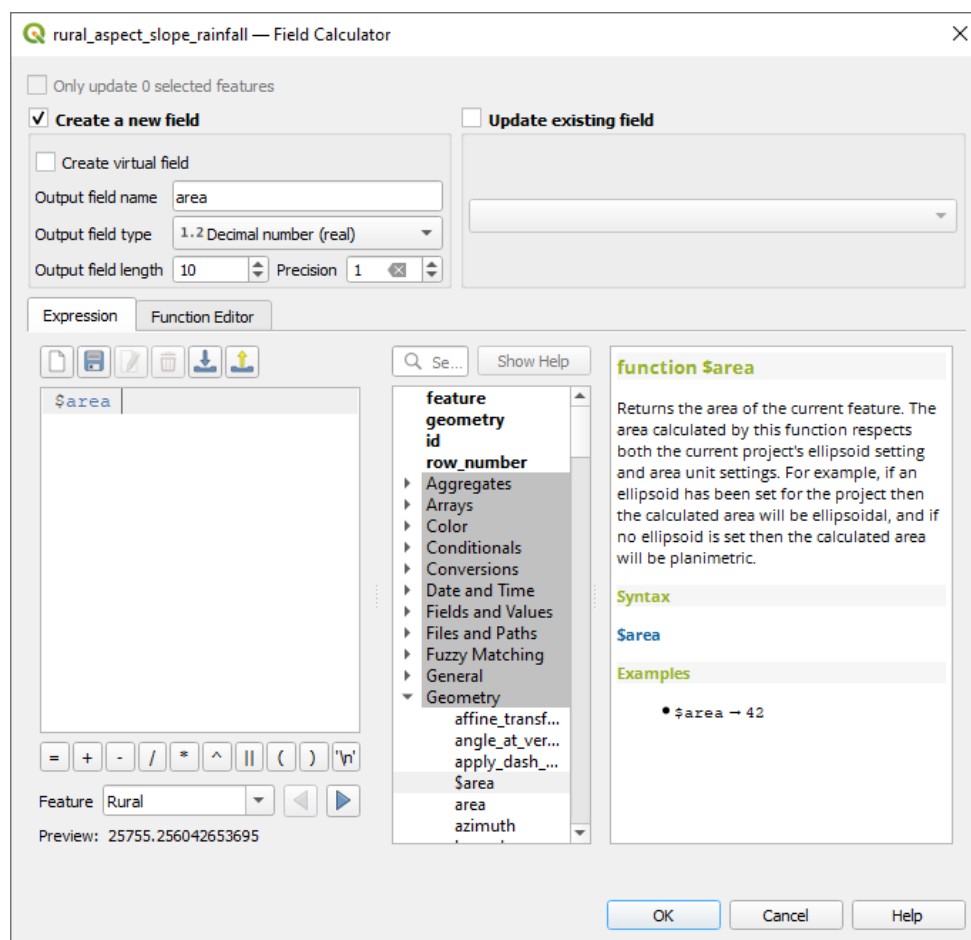 rural_aspect_slope_rainfall — Field Calculator
Only update 0 selected features
Create a new field
Update existing field
Create virtual field
Output field name area
Output field type 1.2 Decimal number (real)
Output field length 10 Precision 1
Expression Function Editor
Se... Show Help
$area
feature
geometry
id
row_number
Aggregates
Arrays
Color
Conditionals
Conversions
Date and Time
Fields and Values
Files and Paths
Fuzzy Matching
General
Geometry
affine_transf...
angle_at_ver...
apply_dash_...
$area
area
azimuth
function $area
Returns the area of the current feature. The
area calculated by this function respects
both the current project's ellipsoid setting
and area unit settings. For example, if an
ellipsoid has been set for the project then
the calculated area will be ellipsoidal, and if
no ellipsoid is set then the calculated area
will be planimetric.
Syntax
$area
Examples
• $area → 42
= + - / * ^ || ( ) '\n'
Feature Rural
Preview: 25755.256042653695
OK Cancel Help